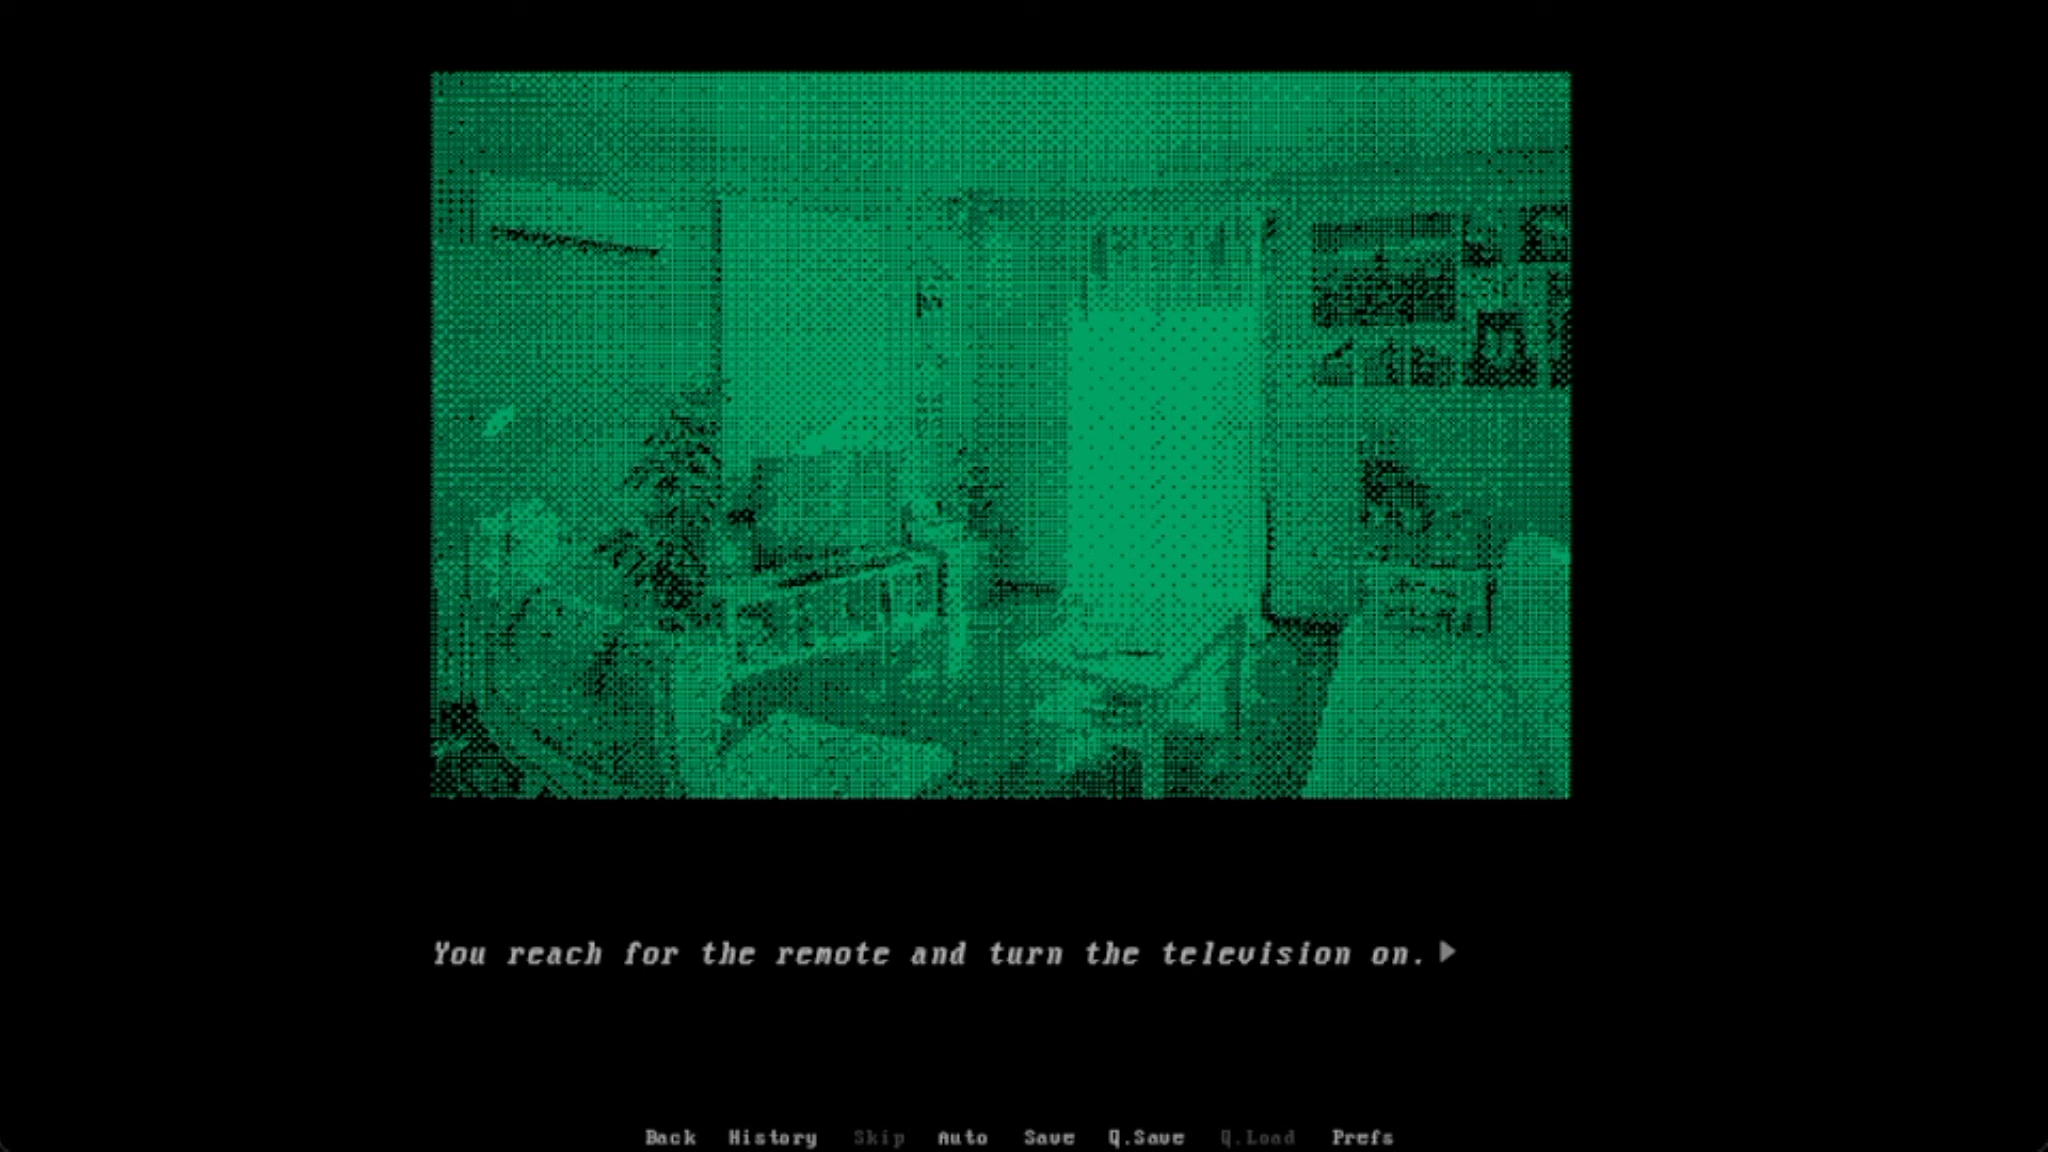 You reach for the remote and turn the television on.
Back History Skip Auto Save Q.Save Q.Load Prefs